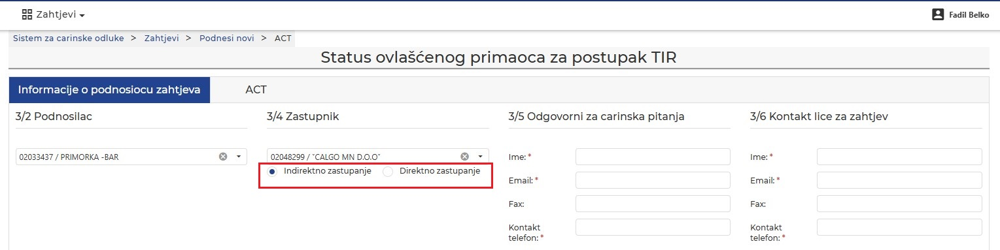 Zahtjevi
Fadil Belko
Sistem za carinske odluke > Zahtjevi > Podnesi novi > ACT
Status ovlašćenog primaoca za postupak TIR
Informacije o podnosiocu zahtjeva
ACT
3/2 Podnosilac
02033437 / PRIMORKA -BAR
3/4 Zastupnik
02048299 / ˇCALGO MN D.O.Oˇ
Indirektno zastupanje
Direktno zastupanje
3/5 Odgovorni za carinska pitanja
Ime: *
Email: *
Fax:
Kontakt
telefon: *
3/6 Kontakt lice za zahtjev
Ime: *
Email: *
Fax:
Kontakt
telefon: *